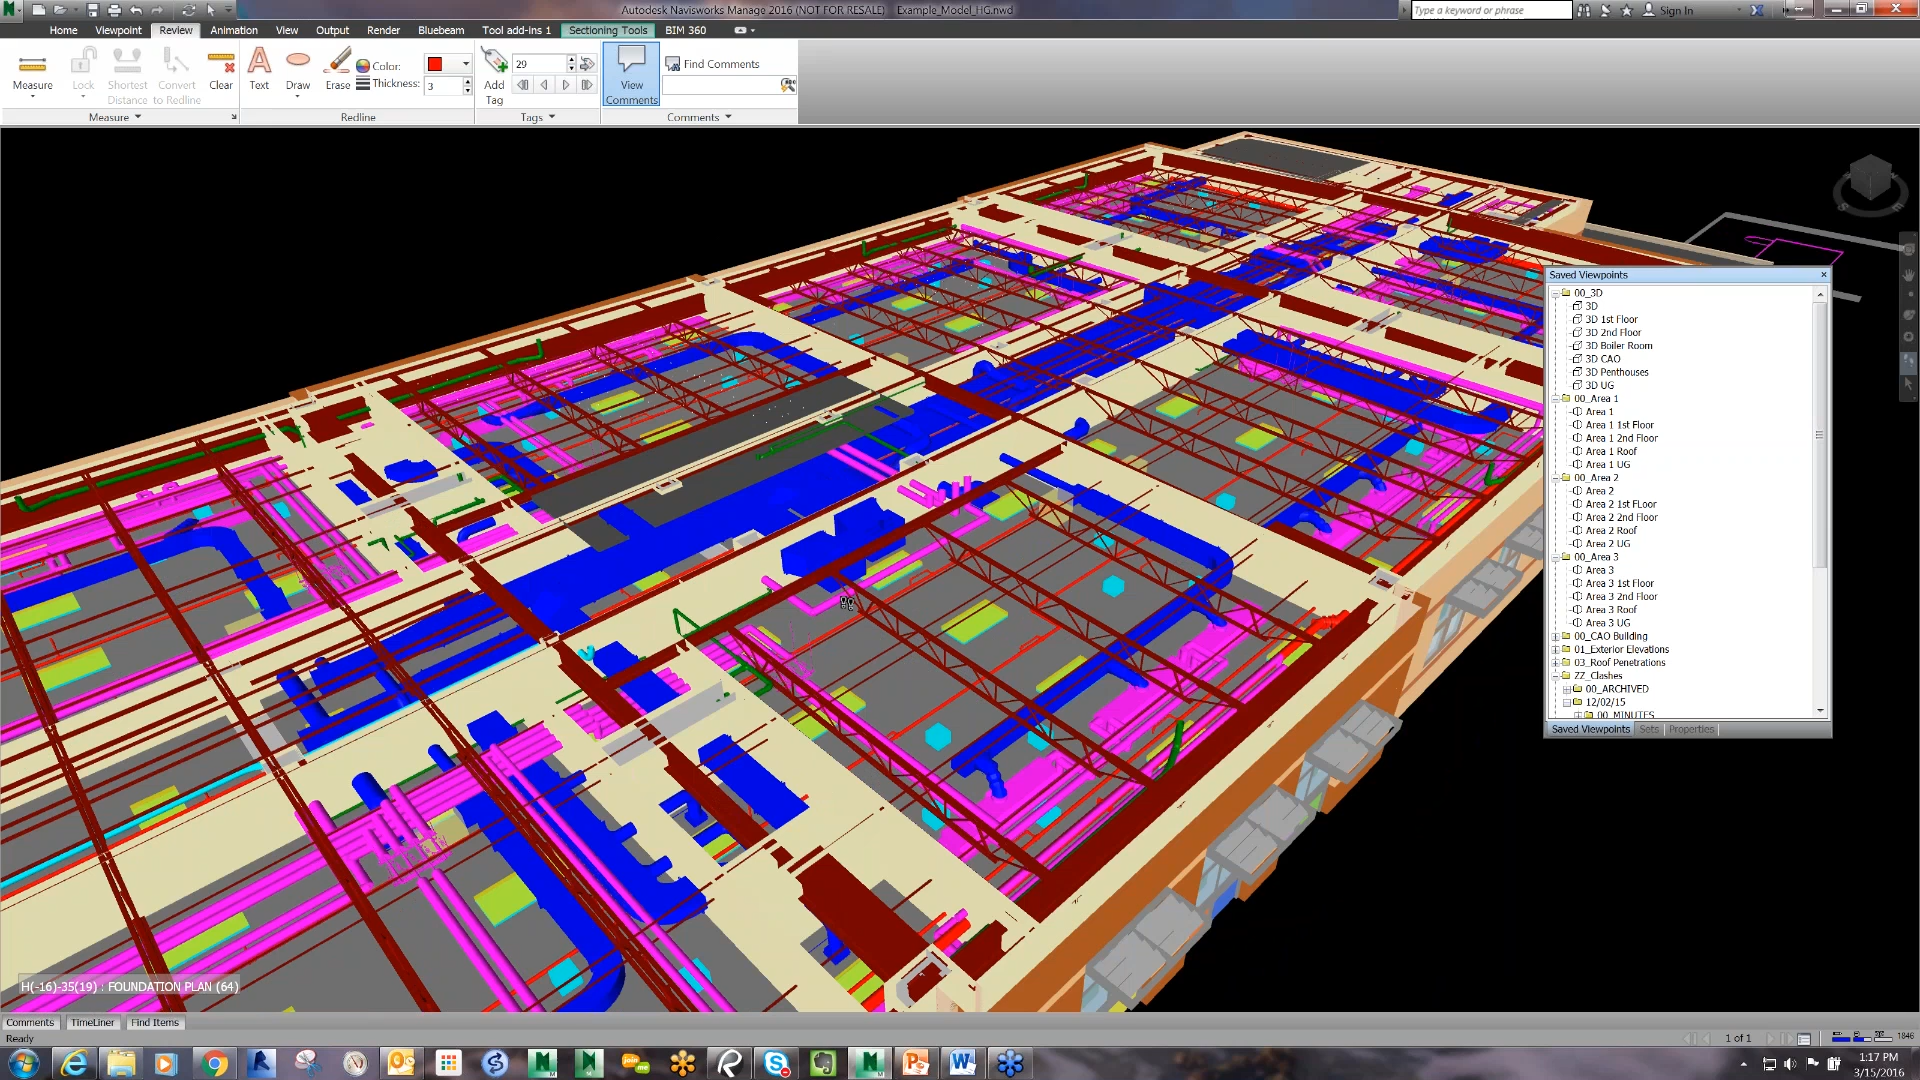 Autodesk Navisworks Manage 2016 (NOT FOR RESALE) Example_Model_HG.nwd
Type a keyword or phrase
Sign In
Home Viewpoint Review Animation View Output Render Bluebeam Tool add-ins 1 Sectioning Tools BIM 360
Measure
Lock
Shortest Distance
Convert to Redline
Clear
Text
Draw
Erase
Color:
Thickness: 3
Add Tag
29
View Comments
Find Comments
Measure
Redline
Tags
Comments
Saved Viewpoints
00_3D
3D
3D 1st Floor
3D 2nd Floor
3D Boiler Room
3D CAO
3D Penthouses
3D UG
00_Area 1
Area 1
Area 1 1st Floor
Area 1 2nd Floor
Area 1 Roof
Area 1 UG
00_Area 2
Area 2
Area 2 1st Floor
Area 2 2nd Floor
Area 2 Roof
Area 2 UG
00_Area 3
Area 3
Area 3 1st Floor
Area 3 2nd Floor
Area 3 Roof
Area 3 UG
00_CAO Building
01_Exterior Elevations
03_Roof Penetrations
ZZ_Clashes
00_ARCHIVED
12/02/15
00_MINUTES
Saved Viewpoints Sets Properties
H(-16)-35(19) : FOUNDATION PLAN (64)
Comments TimeLiner Find Items
Ready
1 of 1
1846
1:17 PM
3/15/2016